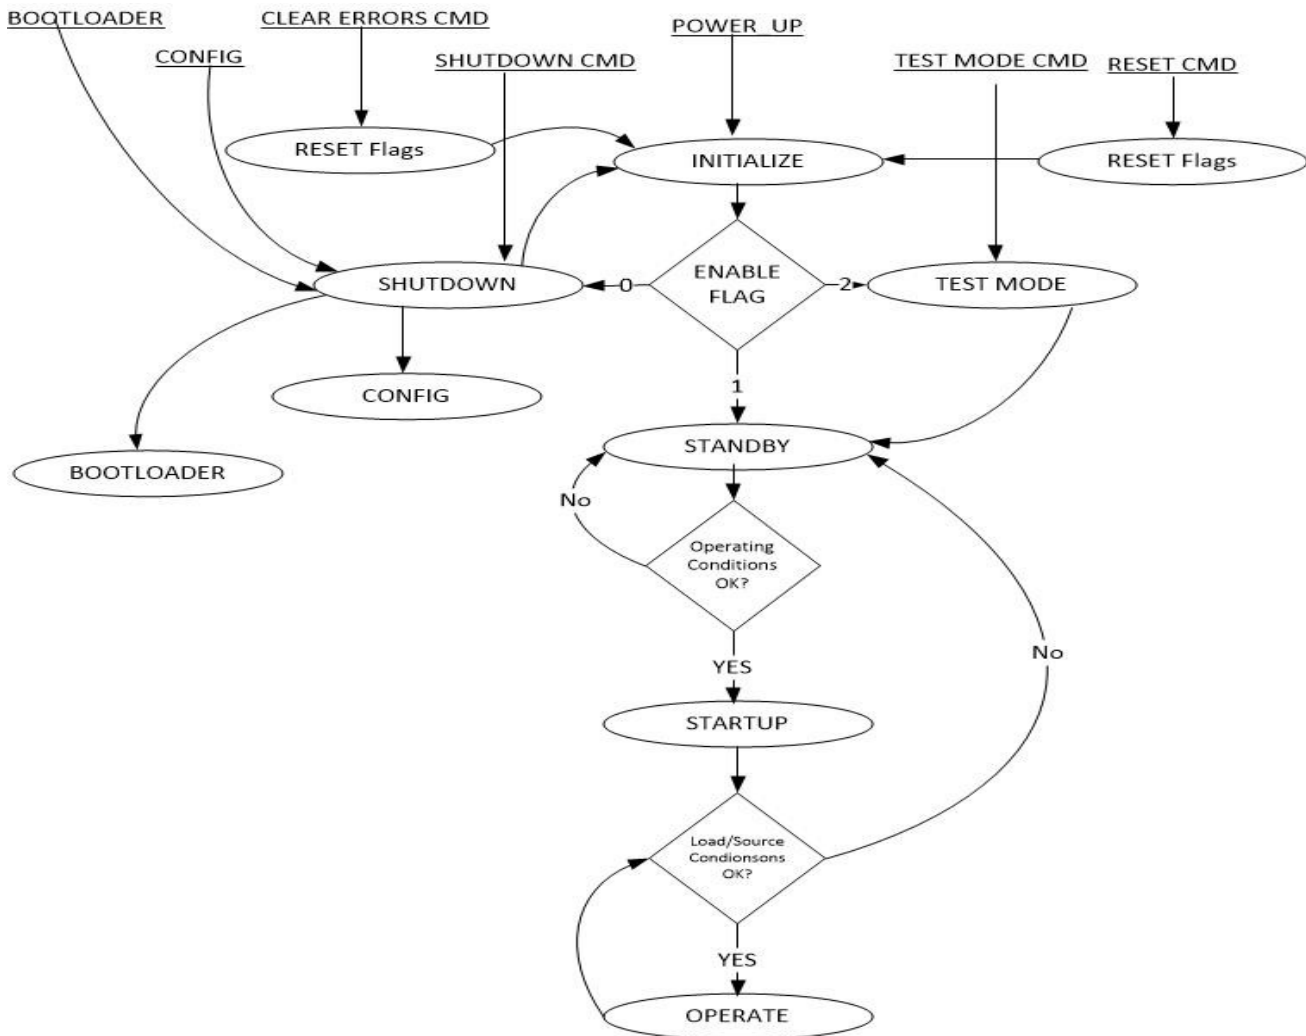 BOOTLOADER
CLEAR ERRORS CMD
POWER_UP
CONFIG
SHUTDOWN CMD
TEST MODE CMD
RESET CMD
RESET Flags
INITIALIZE
RESET Flags
SHUTDOWN
0
ENABLE
FLAG
2
TEST MODE
CONFIG
1
BOOTLOADER
STANDBY
No
Operating
Conditions
OK?
YES
No
STARTUP
Load/Source
Condionsons
OK?
YES
OPERATE